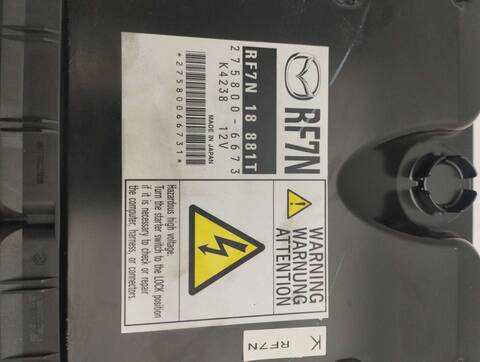 RF7N
RF7N 18 881T
275800-6673
K4238 12V
MADE IN JAPAN
*2758006673J*
WARNING
WARNUNG
ATTENTION
Hazardous high voltage.
Turn the starter switch to the LOCK position
if it is necessary to check or repair
the computer, harness, or connectors.
K
RF7N